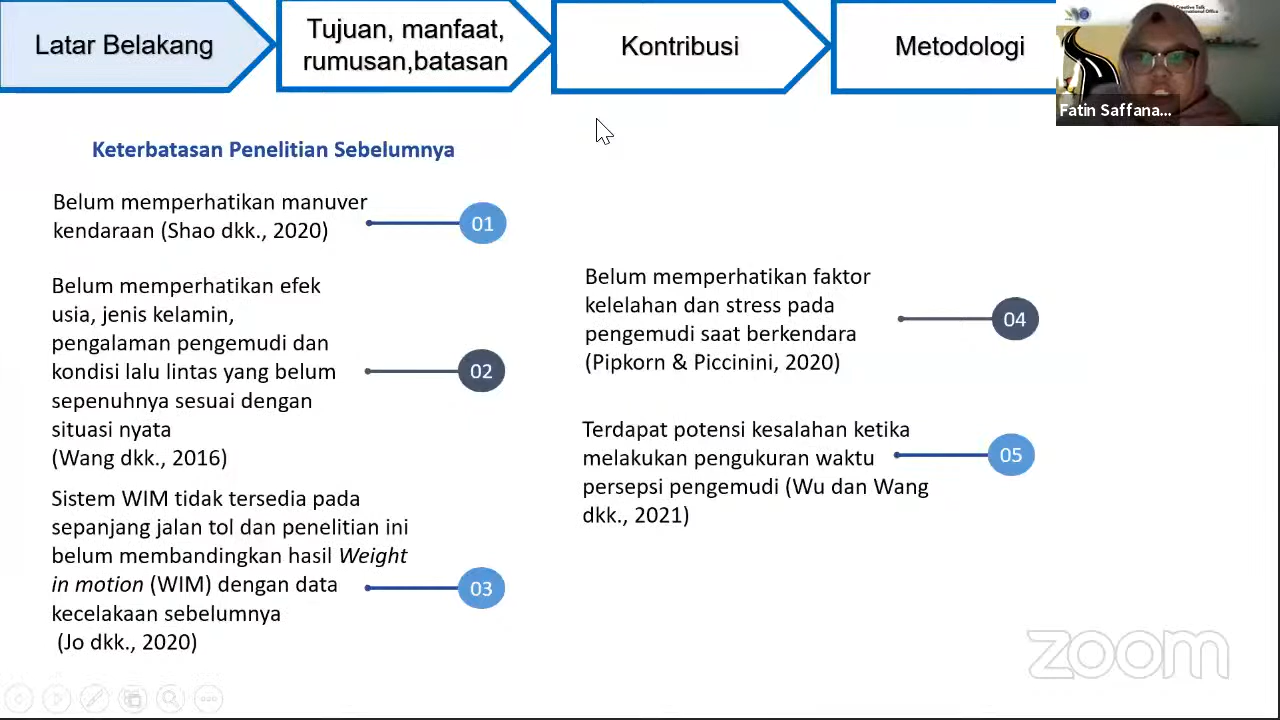 Latar Belakang
Tujuan, manfaat,
rumusan,batasan
Kontribusi
Metodologi
Creative Talk
International Office
Fatin Saffana...
Keterbatasan Penelitian Sebelumnya
Belum memperhatikan manuver
kendaraan (Shao dkk., 2020)
01
Belum memperhatikan efek
usia, jenis kelamin,
pengalaman pengemudi dan
kondisi lalu lintas yang belum
sepenuhnya sesuai dengan
situasi nyata
(Wang dkk., 2016)
02
Sistem WIM tidak tersedia pada
sepanjang jalan tol dan penelitian ini
belum membandingkan hasil Weight
in motion (WIM) dengan data
kecelakaan sebelumnya
(Jo dkk., 2020)
03
Belum memperhatikan faktor
kelelahan dan stress pada
pengemudi saat berkendara
(Pipkorn & Piccinini, 2020)
04
Terdapat potensi kesalahan ketika
melakukan pengukuran waktu
persepsi pengemudi (Wu dan Wang
dkk., 2021)
05
zoom